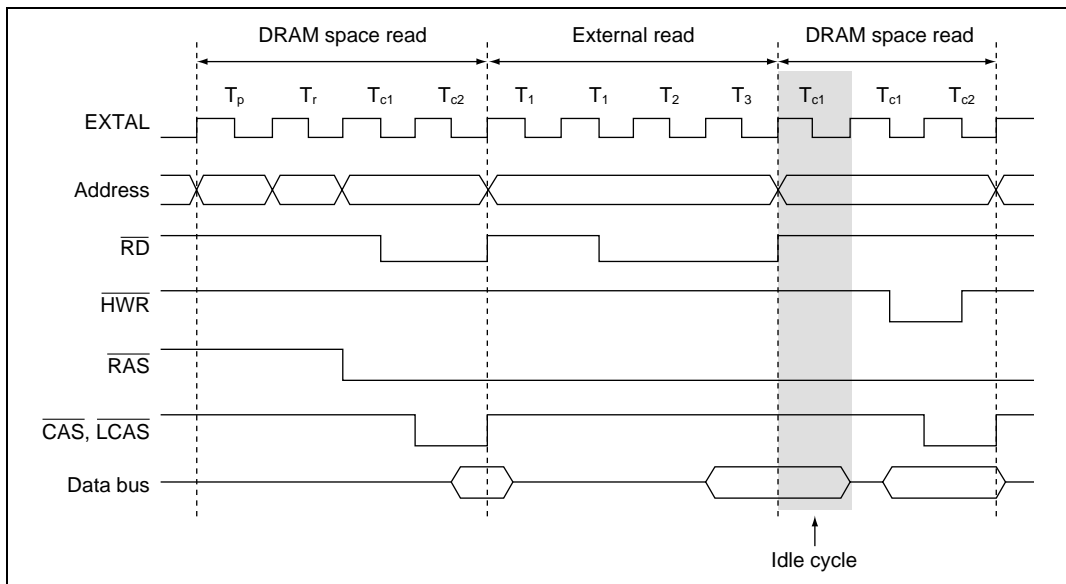 DRAM space read External read DRAM space read
Tp Tr Tc1 Tc2 T1 T1 T2 T3 Tc1 Tc1 Tc2
EXTAL
Address
RD
HWR
RAS
CAS, LCAS
Data bus
Idle cycle